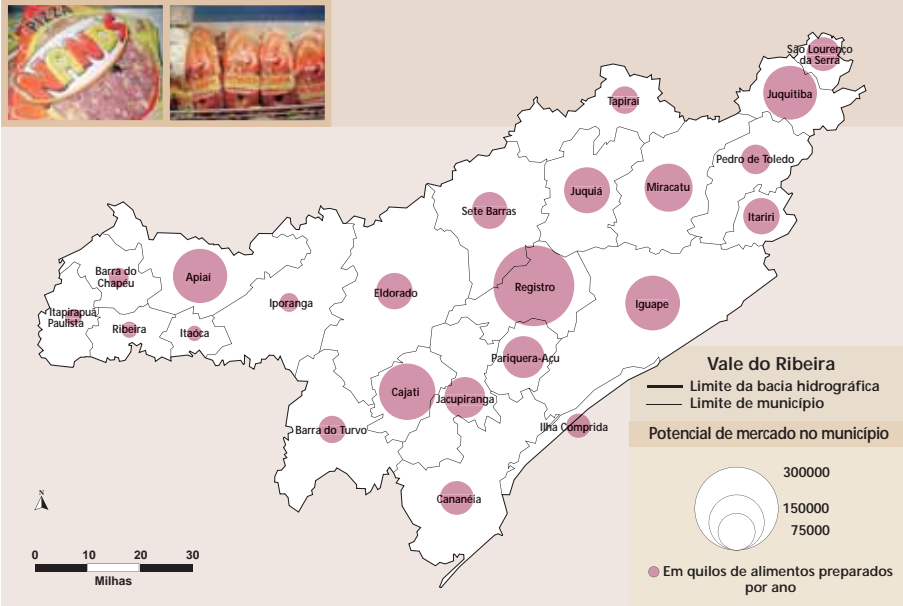 PIZZA
São Lourenço
da Serra
Juquitiba
Tapiraí
Pedro de Toledo
Juquiá
Miracatu
Sete Barras
Itariri
Barra do
Chapéu
Apiaí
Registro
Eldorado
Iporanga
Iguape
Itapirapuã
Paulista
Ribeira
Itaoca
Pariquera-Açu
Cajati
Jacupiranga
Barra do Turvo
Ilha Comprida
Cananéia
Vale do Ribeira
Limite da bacia hidrográfica
Limite de município
Potencial de mercado no município
300000
150000
75000
Em quilos de alimentos preparados
por ano
N
0 10 20 30
Milhas